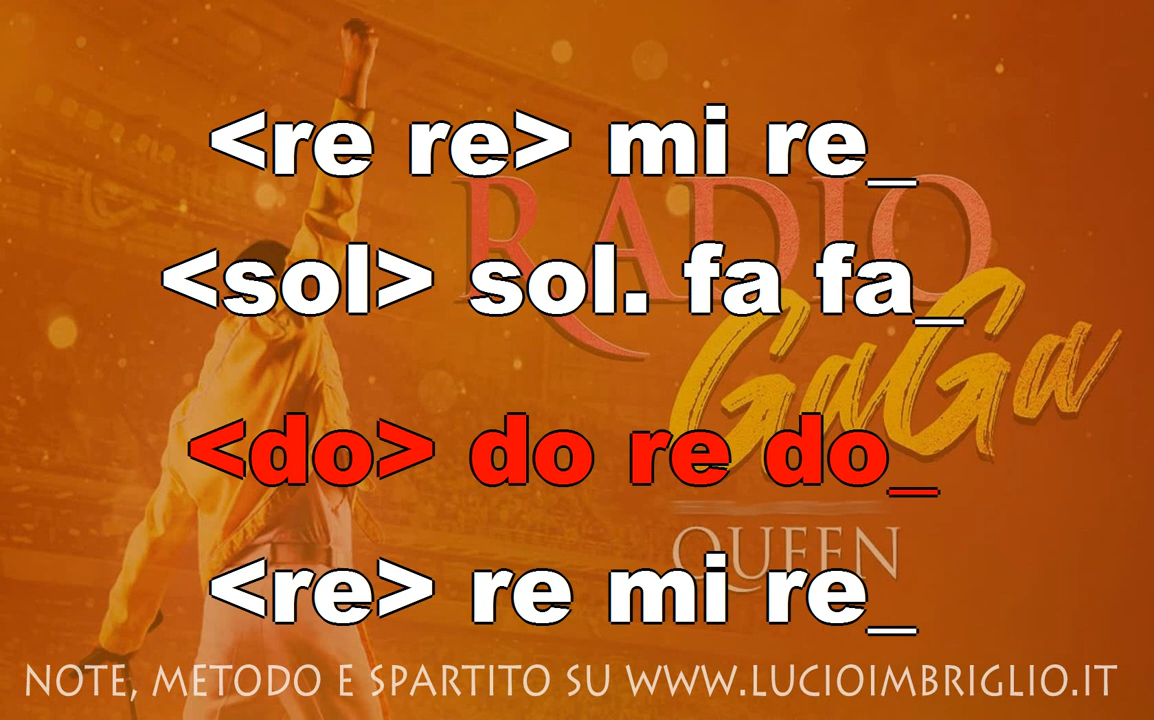 <re re> mi re_
RADIO
<sol> sol. fa fa_
GaGa
<do> do re do_
QUEEN
<re> re mi re_
NOTE, METODO E SPARTITO SU WWW.LUCIOIMBRIGLIO.IT